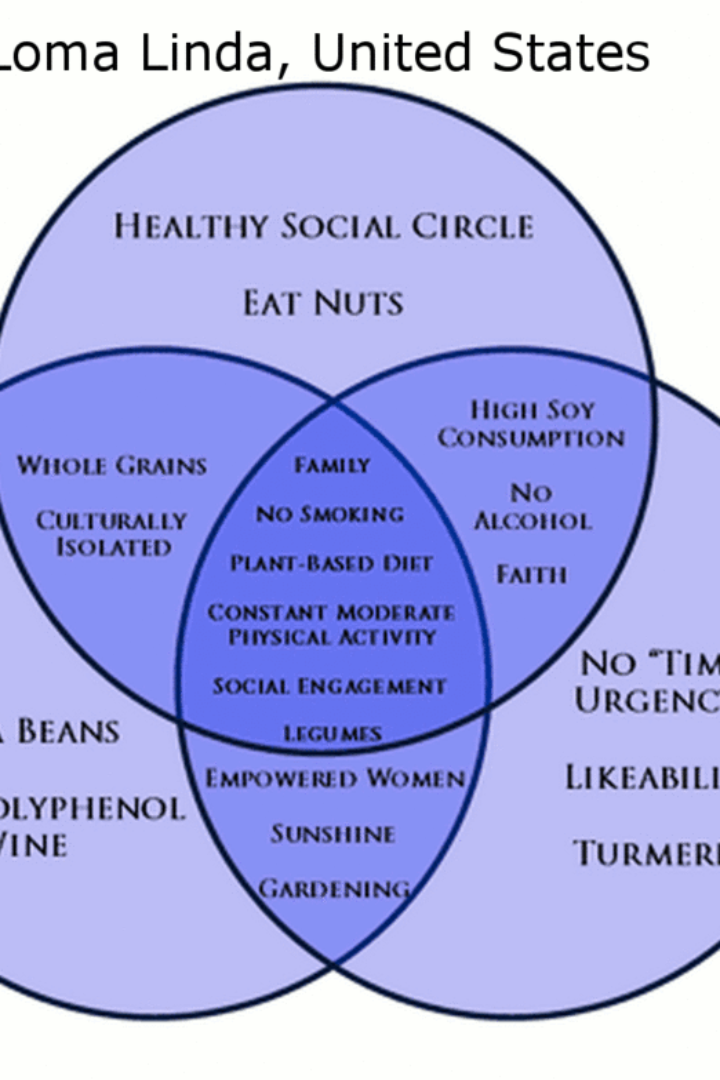 Loma Linda, United States
HEALTHY SOCIAL CIRCLE
EAT NUTS
HIGH SOY
CONSUMPTION
NO
ALCOHOL
FAITH
WHOLE GRAINS
CULTURALLY
ISOLATED
FAMILY
NO SMOKING
PLANT-BASED DIET
CONSTANT MODERATE
PHYSICAL ACTIVITY
SOCIAL ENGAGEMENT
LEGUMES
EMPOWERED WOMEN
SUNSHINE
GARDENING
BEANS
NO